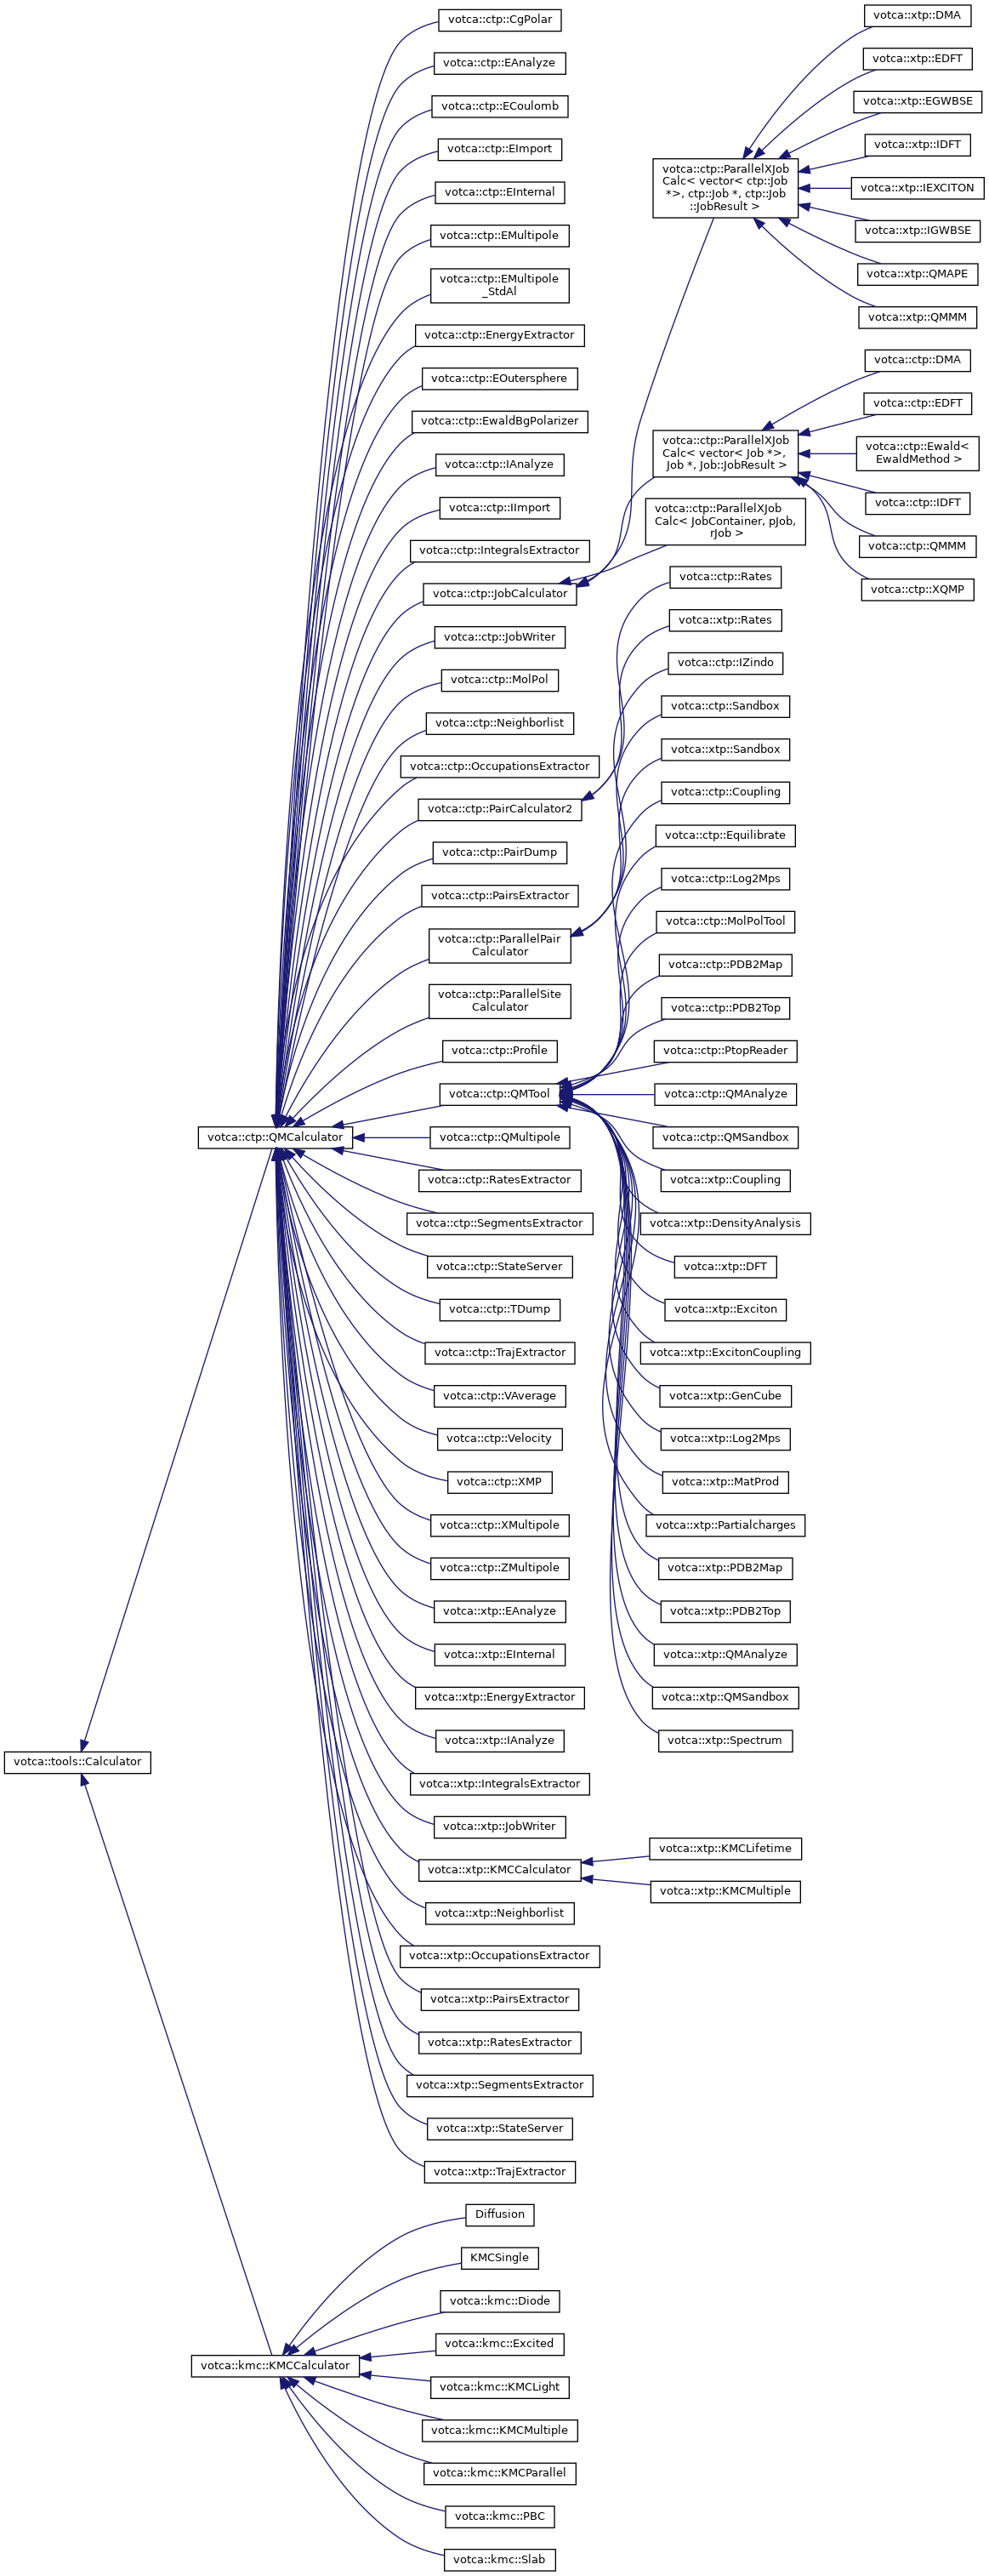 votca::tools::Calculator
votca::ctp::QMCalculator
votca::kmc::KMCCalculator
votca::ctp::CgPolar
votca::ctp::EAnalyze
votca::ctp::ECoulomb
votca::ctp::EImport
votca::ctp::EInternal
votca::ctp::EMultipole
votca::ctp::EMultipole
_StdAl
votca::ctp::EnergyExtractor
votca::ctp::EOutersphere
votca::ctp::EwaldBgPolarizer
votca::ctp::IAnalyze
votca::ctp::IImport
votca::ctp::IntegralsExtractor
votca::ctp::JobCalculator
votca::ctp::JobWriter
votca::ctp::MolPol
votca::ctp::Neighborlist
votca::ctp::OccupationsExtractor
votca::ctp::PairCalculator2
votca::ctp::PairDump
votca::ctp::PairsExtractor
votca::ctp::ParallelPair
Calculator
votca::ctp::ParallelSite
Calculator
votca::ctp::Profile
votca::ctp::QMTool
votca::ctp::QMultipole
votca::ctp::RatesExtractor
votca::ctp::SegmentsExtractor
votca::ctp::StateServer
votca::ctp::TDump
votca::ctp::TrajExtractor
votca::ctp::VAverage
votca::ctp::Velocity
votca::ctp::XMP
votca::ctp::XMultipole
votca::ctp::ZMultipole
votca::xtp::EAnalyze
votca::xtp::EInternal
votca::xtp::EnergyExtractor
votca::xtp::IAnalyze
votca::xtp::IntegralsExtractor
votca::xtp::JobWriter
votca::xtp::KMCCalculator
votca::xtp::Neighborlist
votca::xtp::OccupationsExtractor
votca::xtp::PairsExtractor
votca::xtp::RatesExtractor
votca::xtp::SegmentsExtractor
votca::xtp::StateServer
votca::xtp::TrajExtractor
Diffusion
KMCSingle
votca::kmc::Diode
votca::kmc::Excited
votca::kmc::KMCLight
votca::kmc::KMCMultiple
votca::kmc::KMCParallel
votca::kmc::PBC
votca::kmc::Slab
votca::ctp::ParallelXJob
Calc< vector< ctp::Job
*>, ctp::Job *, ctp::Job
::JobResult >
votca::ctp::ParallelXJob
Calc< vector< Job *>,
Job *, Job::JobResult >
votca::ctp::ParallelXJob
Calc< JobContainer, pJob,
rJob >
votca::ctp::Rates
votca::xtp::Rates
votca::ctp::IZindo
votca::ctp::Sandbox
votca::xtp::Sandbox
votca::ctp::Coupling
votca::ctp::Equilibrate
votca::ctp::Log2Mps
votca::ctp::MolPolTool
votca::ctp::PDB2Map
votca::ctp::PDB2Top
votca::ctp::PtopReader
votca::ctp::QMAnalyze
votca::ctp::QMSandbox
votca::xtp::Coupling
votca::xtp::DensityAnalysis
votca::xtp::DFT
votca::xtp::Exciton
votca::xtp::ExcitonCoupling
votca::xtp::GenCube
votca::xtp::Log2Mps
votca::xtp::MatProd
votca::xtp::Partialcharges
votca::xtp::PDB2Map
votca::xtp::PDB2Top
votca::xtp::QMAnalyze
votca::xtp::QMSandbox
votca::xtp::Spectrum
votca::xtp::KMCLifetime
votca::xtp::KMCMultiple
votca::xtp::DMA
votca::xtp::EDFT
votca::xtp::EGWBSE
votca::xtp::IDFT
votca::xtp::IEXCITON
votca::xtp::IGWBSE
votca::xtp::QMAPE
votca::xtp::QMMM
votca::ctp::DMA
votca::ctp::EDFT
votca::ctp::Ewald<
EwaldMethod >
votca::ctp::IDFT
votca::ctp::QMMM
votca::ctp::XQMP